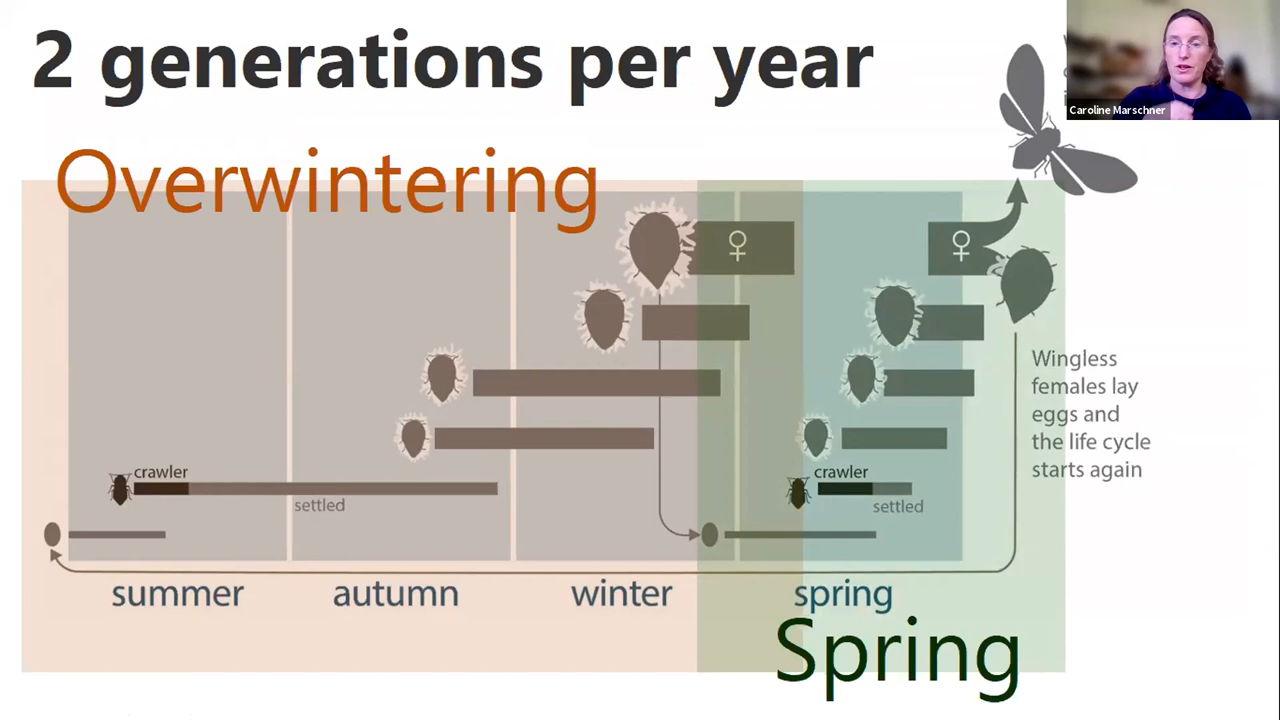 2 generations per year
Caroline Marschner
Overwintering
♀
♀
Wingless
females lay
eggs and
the life cycle
starts again
crawler
settled
crawler
settled
summer
autumn
winter
spring
Spring